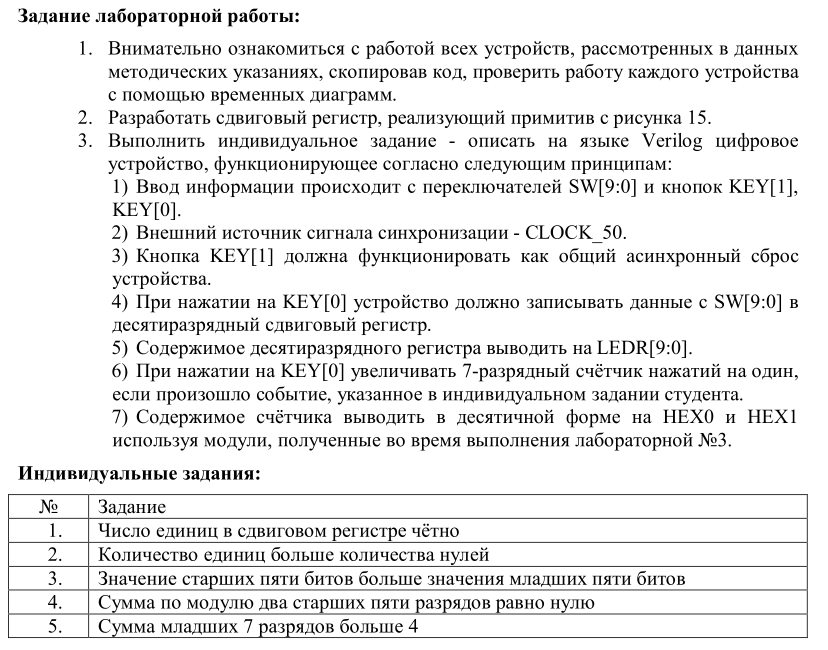 Задание лабораторной работы:
1. Внимательно ознакомиться с работой всех устройств, рассмотренных в данных
методических указаниях, скопировав код, проверить работу каждого устройства
с помощью временных диаграмм.
2. Разработать сдвиговый регистр, реализующий примитив с рисунка 15.
3. Выполнить индивидуальное задание - описать на языке Verilog цифровое
устройство, функционирующее согласно следующим принципам:
1) Ввод информации происходит с переключателей SW[9:0] и кнопок KEY[1],
KEY[0].
2) Внешний источник сигнала синхронизации - CLOCK_50.
3) Кнопка KEY[1] должна функционировать как общий асинхронный сброс
устройства.
4) При нажатии на KEY[0] устройство должно записывать данные с SW[9:0] в
десятиразрядный сдвиговый регистр.
5) Содержимое десятиразрядного регистра выводить на LEDR[9:0].
6) При нажатии на KEY[0] увеличивать 7-разрядный счётчик нажатий на один,
если произошло событие, указанное в индивидуальном задании студента.
7) Содержимое счётчика выводить в десятичной форме на HEX0 и HEX1
используя модули, полученные во время выполнения лабораторной №3.
Индивидуальные задания:
№ Задание
1. Число единиц в сдвиговом регистре чётно
2. Количество единиц больше количества нулей
3. Значение старших пяти битов больше значения младших пяти битов
4. Сумма по модулю два старших пяти разрядов равно нулю
5. Сумма младших 7 разрядов больше 4